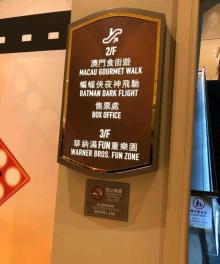 2/F
澳門食街遊
MACAU GOURMET WALK
蝙蝠俠夜神飛馳
BATMAN DARK FLIGHT
售票處
BOX OFFICE
3/F
華納滿FUN童樂園
WARNER BROS. FUN ZONE